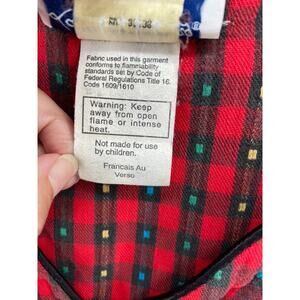 Fabric used in this garment
conforms to flammability
standards set by Code of
Federal Regulations Title 16.
Code 1609/1610
Warning: Keep
away from open
flame or intense
heat.
Not made for use
by children.
Francais Au
Verso